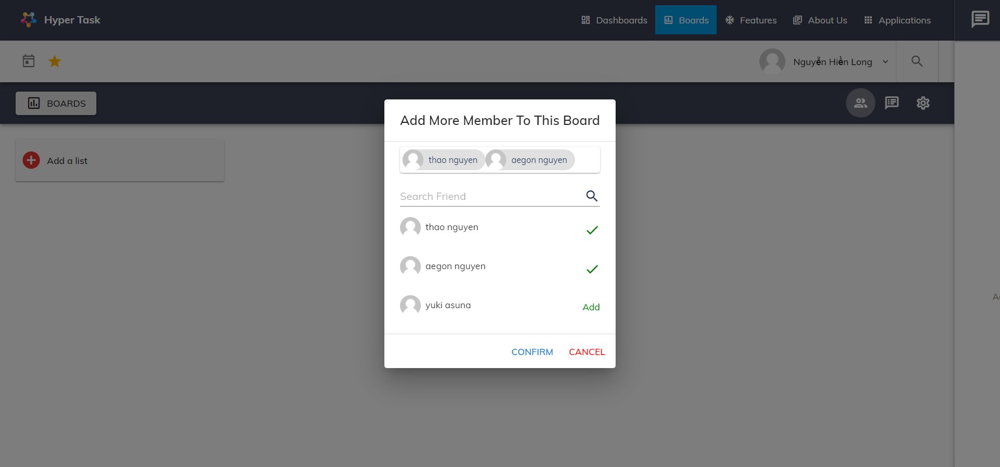 Hyper Task
Dashboards
Boards
Features
About Us
Applications
Nguyễn Hiền Long
BOARDS
Add a list
Add More Member To This Board
thao nguyen
aegon nguyen
Search Friend
thao nguyen
aegon nguyen
yuki asuna
Add
CONFIRM
CANCEL